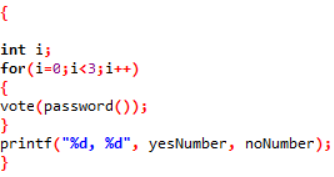 {
int i;
for(i=0;i<3;i++)
{
vote(password());
}
printf("%d, %d", yesNumber, noNumber);
}